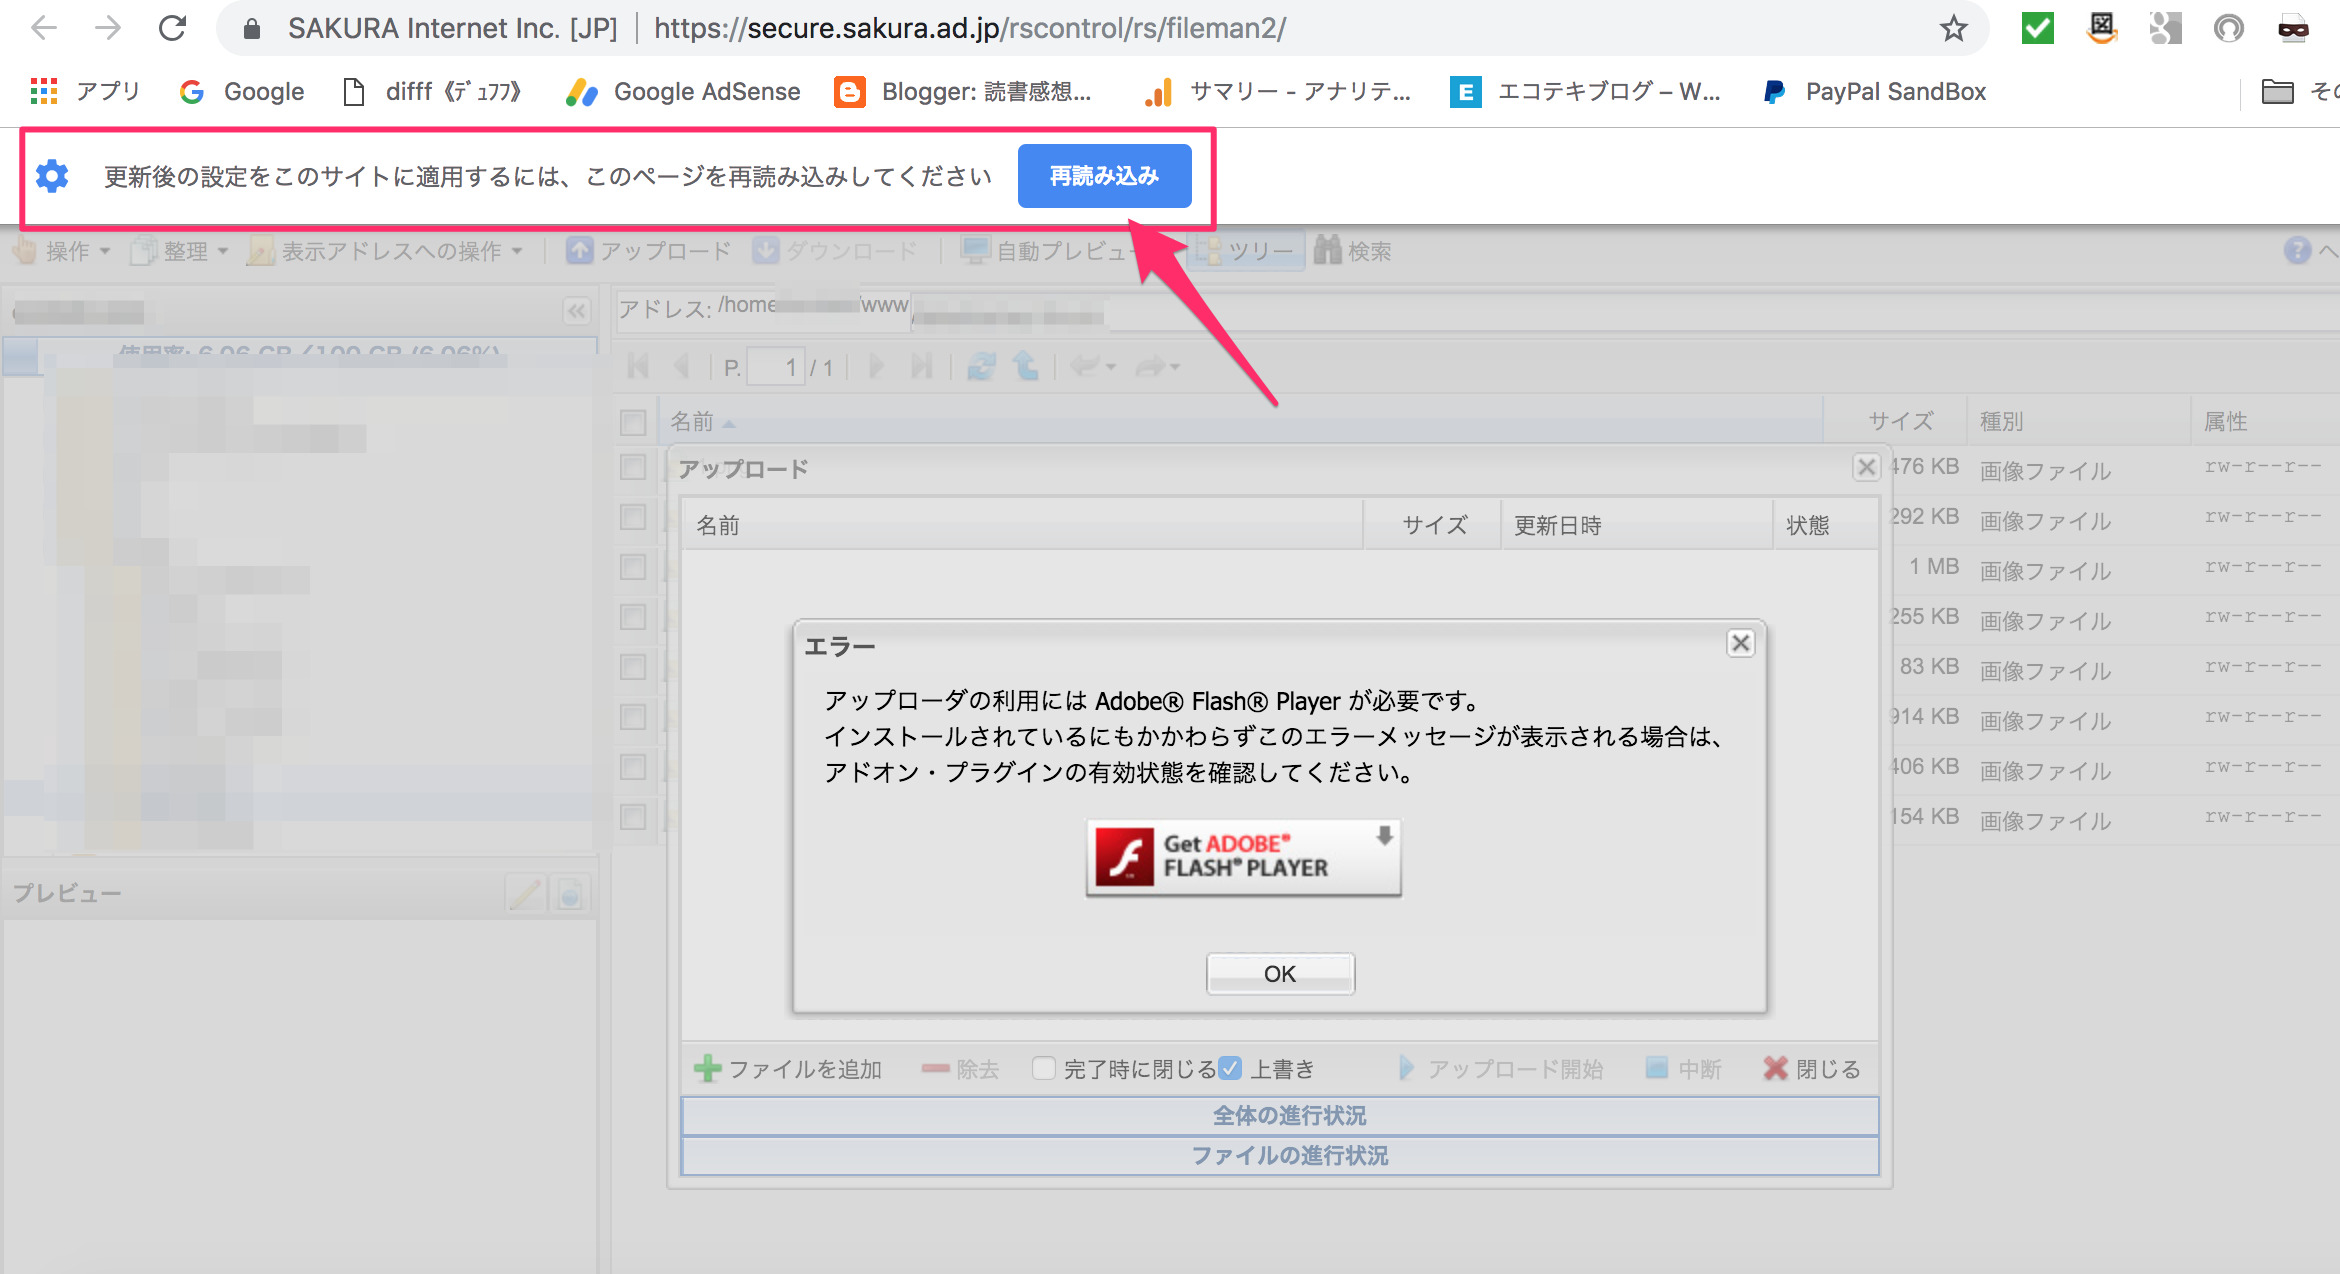 SAKURA Internet Inc. [JP] https://secure.sakura.ad.jp/rscontrol/rs/fileman2/
アプリ Google difff《ﾃﾞｭﾌﾌ》 Google AdSense Blogger: 読書感想... サマリー - アナリテ... エコテキブログ – W... PayPal SandBox
更新後の設定をこのサイトに適用するには、このページを再読み込みしてください 再読み込み
操作 整理 表示アドレスへの操作 アップロード ダウンロード 自動プレビュー ツリー 検索
アドレス: /home /www
使用率: 6.06 GB / 100 GB (6.06%)
P. 1 / 1
名前 サイズ 種別 属性
476 KB 画像ファイル rw-r--r--
292 KB 画像ファイル rw-r--r--
1 MB 画像ファイル rw-r--r--
255 KB 画像ファイル rw-r--r--
83 KB 画像ファイル rw-r--r--
914 KB 画像ファイル rw-r--r--
406 KB 画像ファイル rw-r--r--
154 KB 画像ファイル rw-r--r--
アップロード
名前 サイズ 更新日時 状態
エラー
アップローダの利用には Adobe® Flash® Player が必要です。
インストールされているにもかかわらずこのエラーメッセージが表示される場合は、
アドオン・プラグインの有効状態を確認してください。
Get ADOBE®
FLASH® PLAYER
OK
ファイルを追加 除去 完了時に閉じる 上書き アップロード開始 中断 閉じる
全体の進行状況
ファイルの進行状況
プレビュー